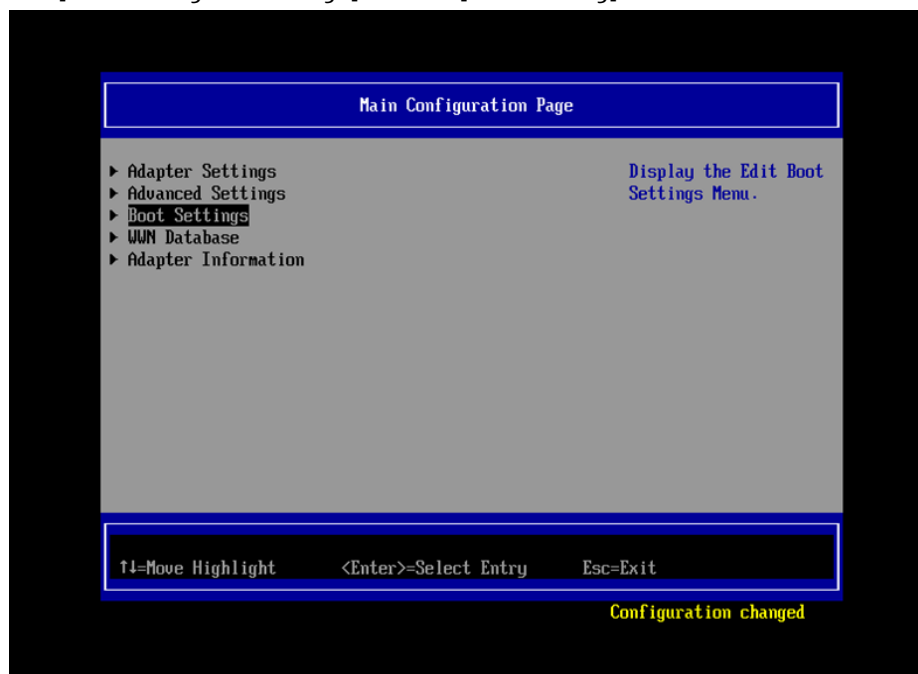 Main Configuration Page
▶ Adapter Settings
Display the Edit Boot
▶ Advanced Settings
Settings Menu.
▶ Boot Settings
▶ WWN Database
▶ Adapter Information
↑↓=Move Highlight <Enter>=Select Entry Esc=Exit
Configuration changed